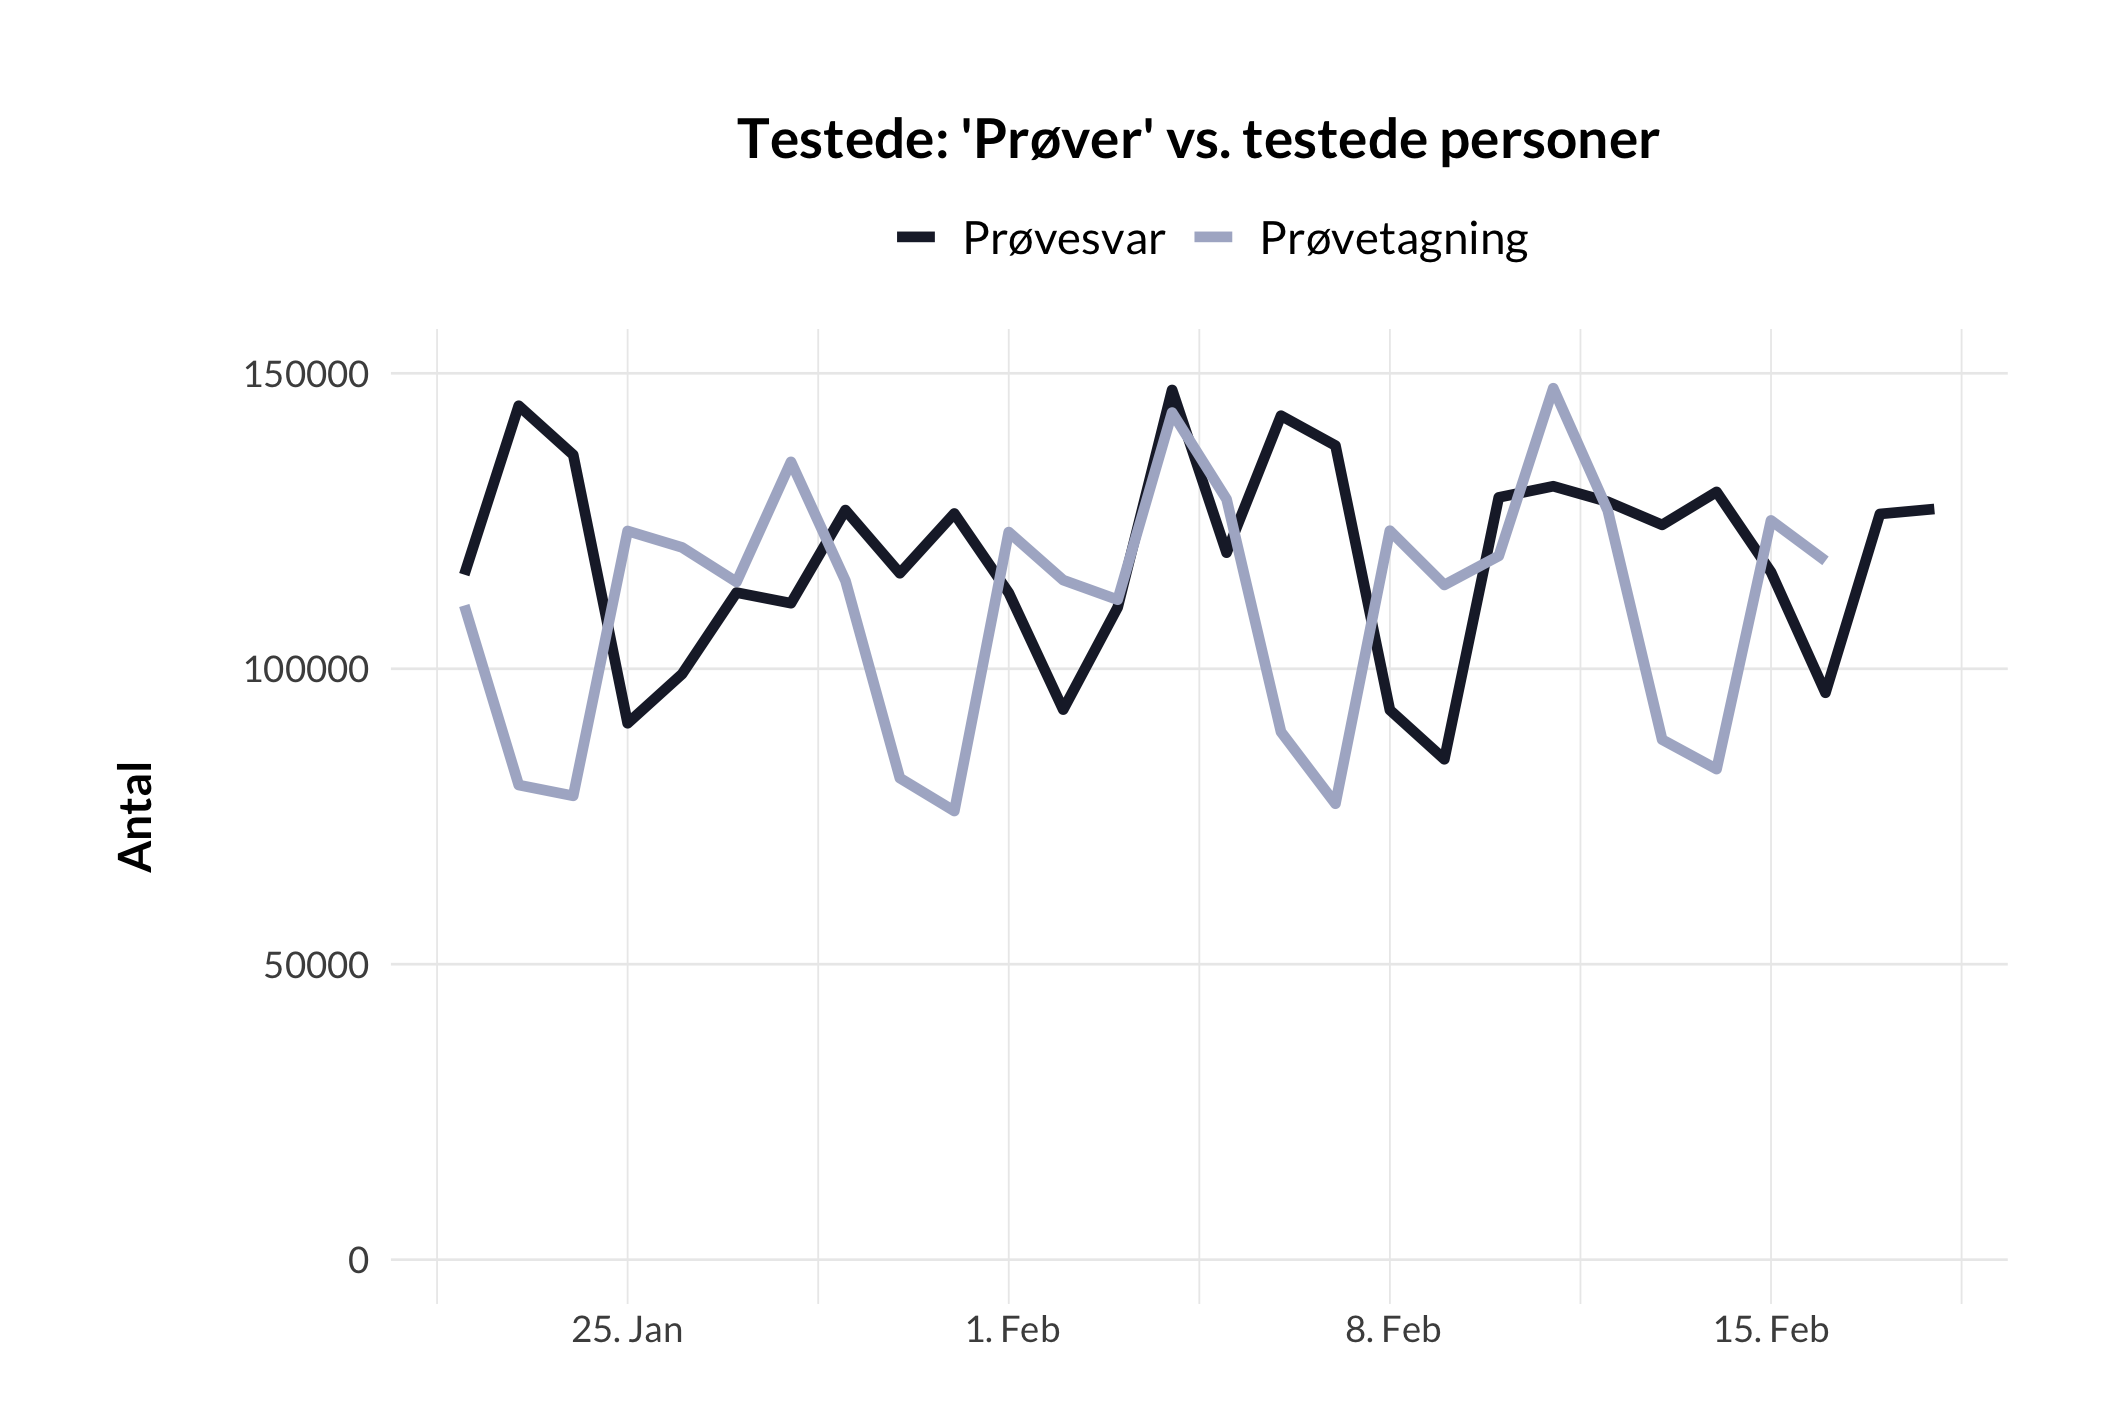 Testede: 'Prøver' vs. testede personer
Prøvesvar Prøvetagning
Antal
150000
100000
50000
0
25. Jan 1. Feb 8. Feb 15. Feb